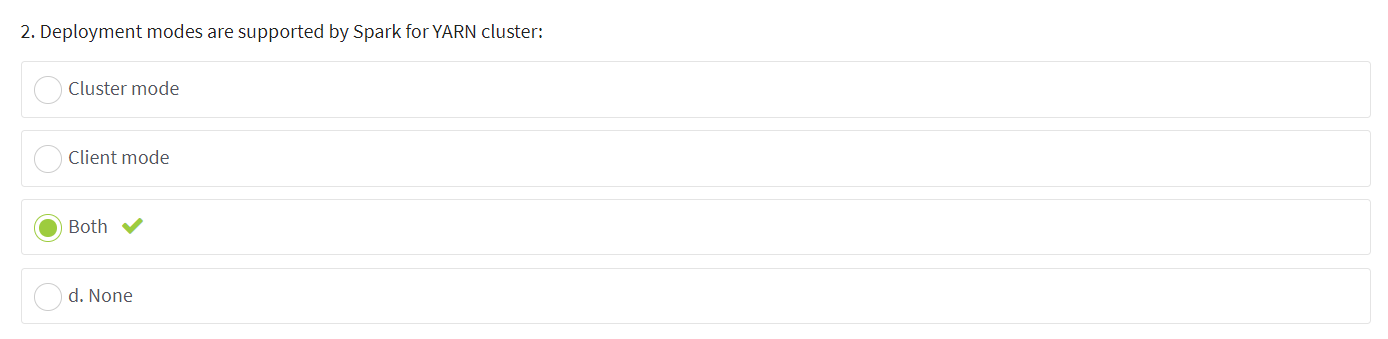 2. Deployment modes are supported by Spark for YARN cluster:
Cluster mode
Client mode
Both
d. None